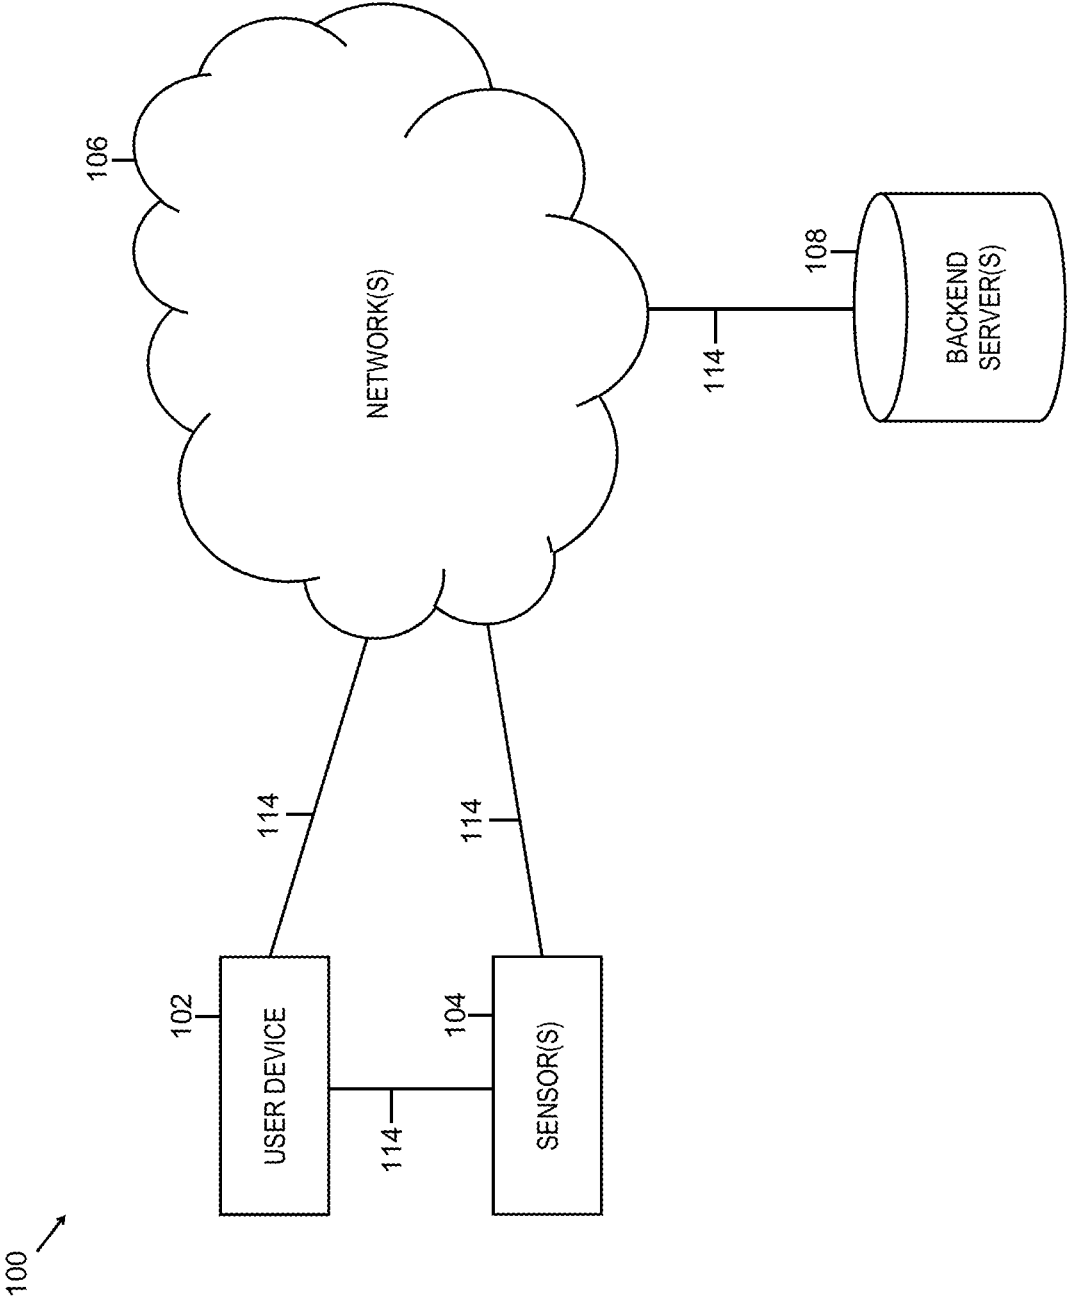 100
102
USER DEVICE
114
104
SENSOR(S)
114
114
106
NETWORK(S)
114
108
BACKEND
SERVER(S)